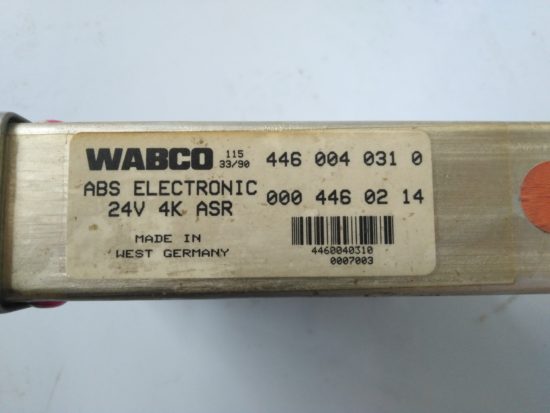 WABCO 115 33/90 446 004 031 0
ABS ELECTRONIC 000 446 02 14
24V 4K ASR
MADE IN
WEST GERMANY
4460040310
0007003